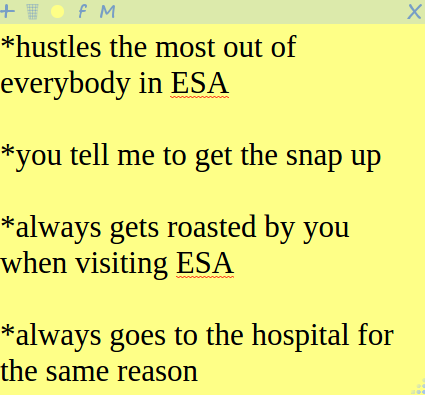 f M X
*hustles the most out of
everybody in ESA
*you tell me to get the snap up
*always gets roasted by you
when visiting ESA
*always goes to the hospital for
the same reason